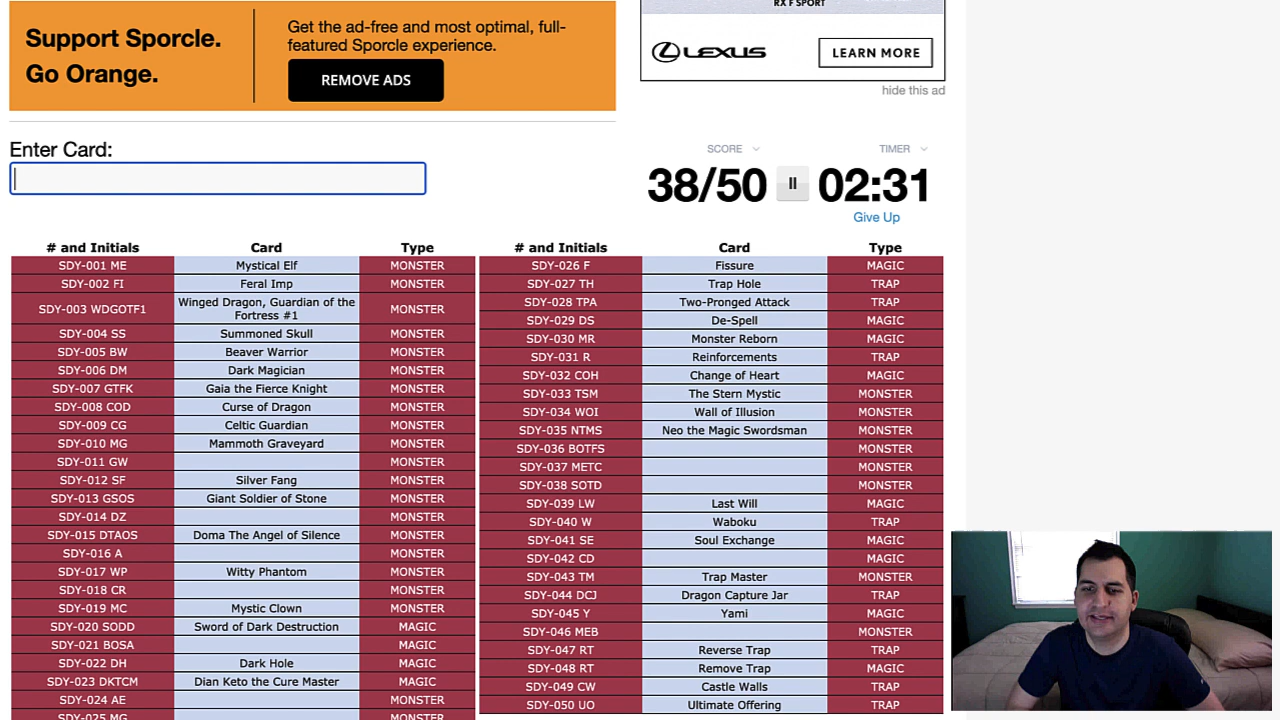 Support Sporcle.
Go Orange.
Get the ad-free and most optimal, full-
featured Sporcle experience.
REMOVE ADS
RX F SPORT
LEXUS
LEARN MORE
hide this ad
Enter Card:
SCORE
TIMER
38/50
02:31
Give Up
# and Initials Card Type
SDY-001 ME Mystical Elf MONSTER
SDY-002 FI Feral Imp MONSTER
SDY-003 WDGOTF1 Winged Dragon, Guardian of the
Fortress #1 MONSTER
SDY-004 SS Summoned Skull MONSTER
SDY-005 BW Beaver Warrior MONSTER
SDY-006 DM Dark Magician MONSTER
SDY-007 GTFK Gaia the Fierce Knight MONSTER
SDY-008 COD Curse of Dragon MONSTER
SDY-009 CG Celtic Guardian MONSTER
SDY-010 MG Mammoth Graveyard MONSTER
SDY-011 GW MONSTER
SDY-012 SF Silver Fang MONSTER
SDY-013 GSOS Giant Soldier of Stone MONSTER
SDY-014 DZ MONSTER
SDY-015 DTAOS Doma The Angel of Silence MONSTER
SDY-016 A MONSTER
SDY-017 WP Witty Phantom MONSTER
SDY-018 CR MONSTER
SDY-019 MC Mystic Clown MONSTER
SDY-020 SODD Sword of Dark Destruction MAGIC
SDY-021 BOSA MAGIC
SDY-022 DH Dark Hole MAGIC
SDY-023 DKTCM Dian Keto the Cure Master MAGIC
SDY-024 AE MONSTER
SDY-025 MG MONSTER
# and Initials Card Type
SDY-026 F Fissure MAGIC
SDY-027 TH Trap Hole TRAP
SDY-028 TPA Two-Pronged Attack TRAP
SDY-029 DS De-Spell MAGIC
SDY-030 MR Monster Reborn MAGIC
SDY-031 R Reinforcements TRAP
SDY-032 COH Change of Heart MAGIC
SDY-033 TSM The Stern Mystic MONSTER
SDY-034 WOI Wall of Illusion MONSTER
SDY-035 NTMS Neo the Magic Swordsman MONSTER
SDY-036 BOTFS MONSTER
SDY-037 METC MONSTER
SDY-038 SOTD MONSTER
SDY-039 LW Last Will MAGIC
SDY-040 W Waboku TRAP
SDY-041 SE Soul Exchange MAGIC
SDY-042 CD MAGIC
SDY-043 TM Trap Master MONSTER
SDY-044 DCJ Dragon Capture Jar TRAP
SDY-045 Y Yami MAGIC
SDY-046 MEB MONSTER
SDY-047 RT Reverse Trap TRAP
SDY-048 RT Remove Trap MAGIC
SDY-049 CW Castle Walls TRAP
SDY-050 UO Ultimate Offering TRAP